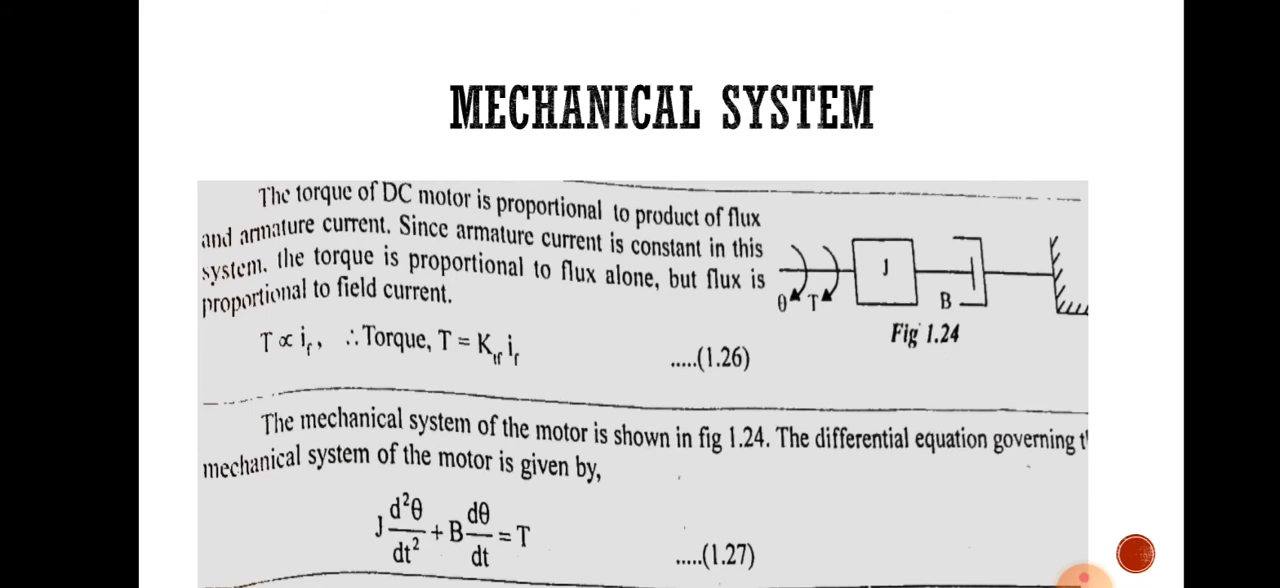 MECHANICAL SYSTEM
The torque of DC motor is proportional to product of flux
and armature current. Since armature current is constant in this
system, the torque is proportional to flux alone, but flux is
proportional to field current.
T ∝ i_f, ∴ Torque, T = K_tf i_f
.....(1.26)
J
B
θ T
Fig 1.24
The mechanical system of the motor is shown in fig 1.24. The differential equation governing
mechanical system of the motor is given by,
J d²θ/dt² + B dθ/dt = T
.....(1.27)